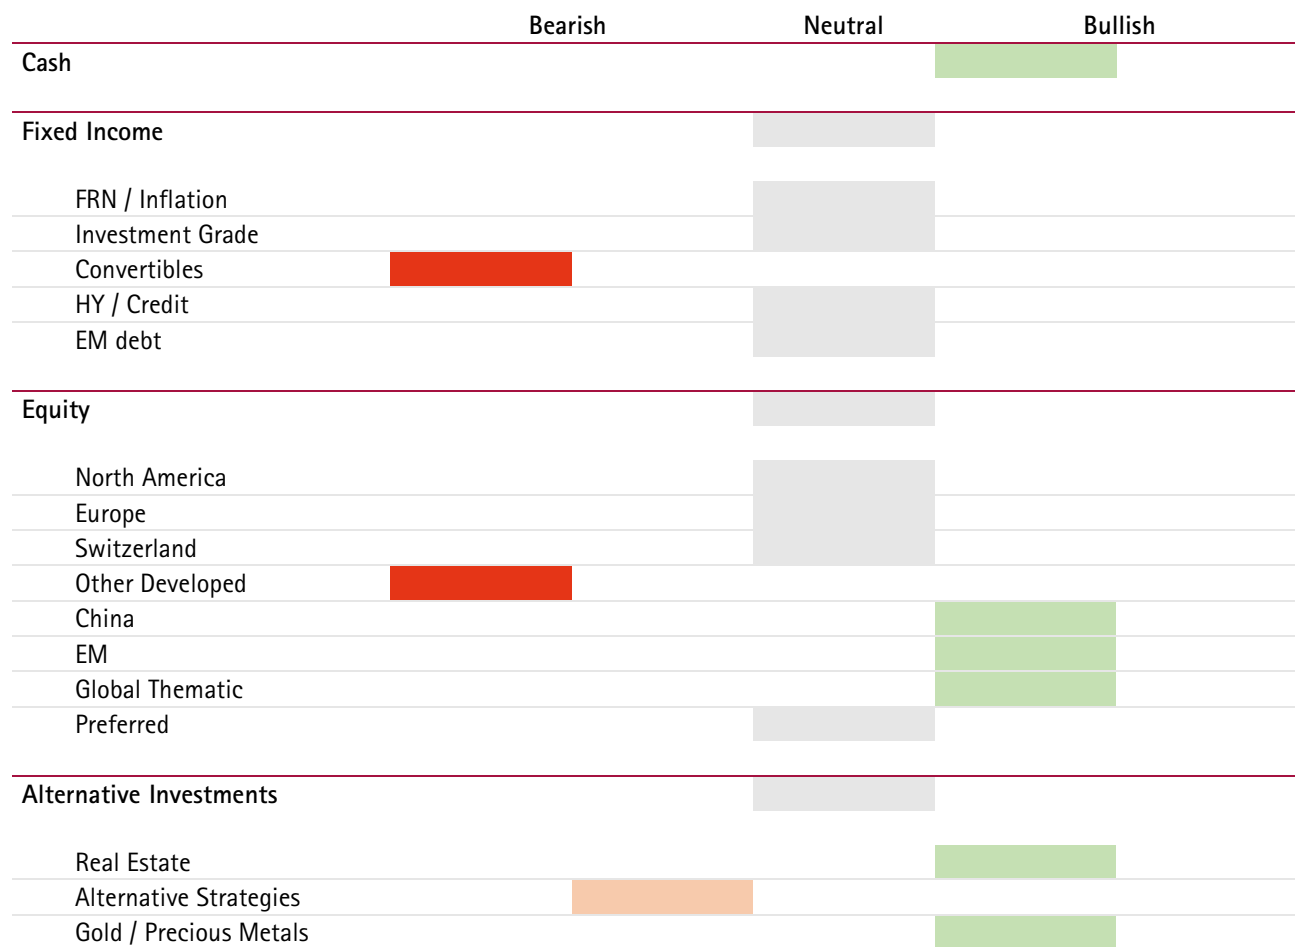 Bearish Neutral Bullish
Cash
Fixed Income
FRN / Inflation
Investment Grade
Convertibles
HY / Credit
EM debt
Equity
North America
Europe
Switzerland
Other Developed
China
EM
Global Thematic
Preferred
Alternative Investments
Real Estate
Alternative Strategies
Gold / Precious Metals